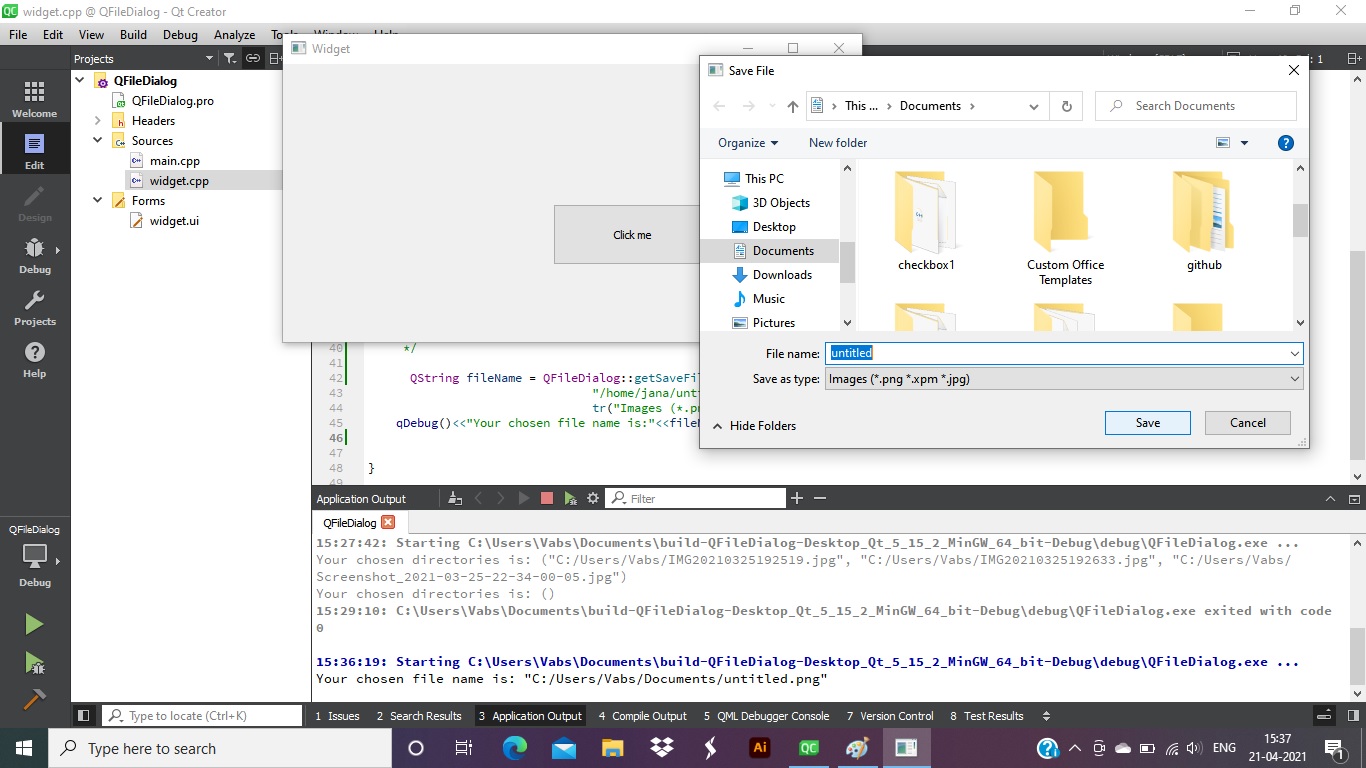 widget.cpp @ QFileDialog - Qt Creator
File Edit View Build Debug Analyze
Projects
Widget
Save File
QFileDialog
QFileDialog.pro
Headers
Sources
main.cpp
widget.cpp
Forms
widget.ui
Welcome
Edit
Design
Debug
Projects
Help
Click me
This ... Documents
Search Documents
Organize New folder
This PC
3D Objects
Desktop
Documents
Downloads
Music
Pictures
checkbox1
Custom Office
Templates
github
File name: untitled
Save as type: Images (*.png *.xpm *.jpg)
Hide Folders
Save
Cancel
40 */
41
42 QString fileName = QFileDialog::getSaveFi
43 "/home/jana/unt
44 tr("Images (*.p
45 qDebug()<<"Your chosen file name is:"<<file
46
47
48 }
49
Application Output
Filter
QFileDialog
15:27:42: Starting C:\Users\Vabs\Documents\build-QFileDialog-Desktop_Qt_5_15_2_MinGW_64_bit-Debug\debug\QFileDialog.exe ...
Your chosen directories is: ("C:/Users/Vabs/IMG20210325192519.jpg", "C:/Users/Vabs/IMG20210325192633.jpg", "C:/Users/Vabs/
Screenshot_2021-03-25-22-34-00-05.jpg")
Your chosen directories is: ()
15:29:10: C:\Users\Vabs\Documents\build-QFileDialog-Desktop_Qt_5_15_2_MinGW_64_bit-Debug\debug\QFileDialog.exe exited with code
0
15:36:19: Starting C:\Users\Vabs\Documents\build-QFileDialog-Desktop_Qt_5_15_2_MinGW_64_bit-Debug\debug\QFileDialog.exe ...
Your chosen file name is: "C:/Users/Vabs/Documents/untitled.png"
QFileDialog
Debug
Type to locate (Ctrl+K)
1 Issues 2 Search Results 3 Application Output 4 Compile Output 5 QML Debugger Console 7 Version Control 8 Test Results
Type here to search
Ai
QC
ENG
15:37
21-04-2021
1